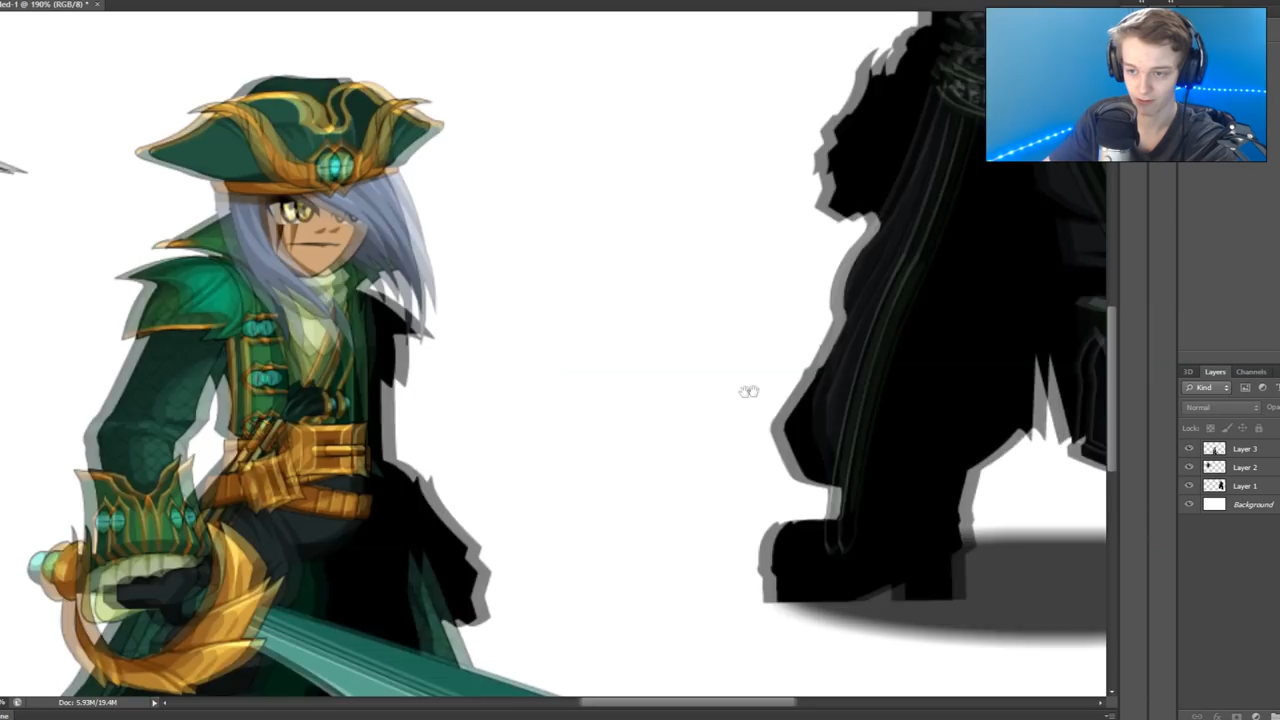 led-1 @ 190% (RGB/8) * ×
3D Layers Channels
Kind
Normal
Lock:
Layer 3
Layer 2
Layer 1
Background
% Doc: 5.93M/19.4M